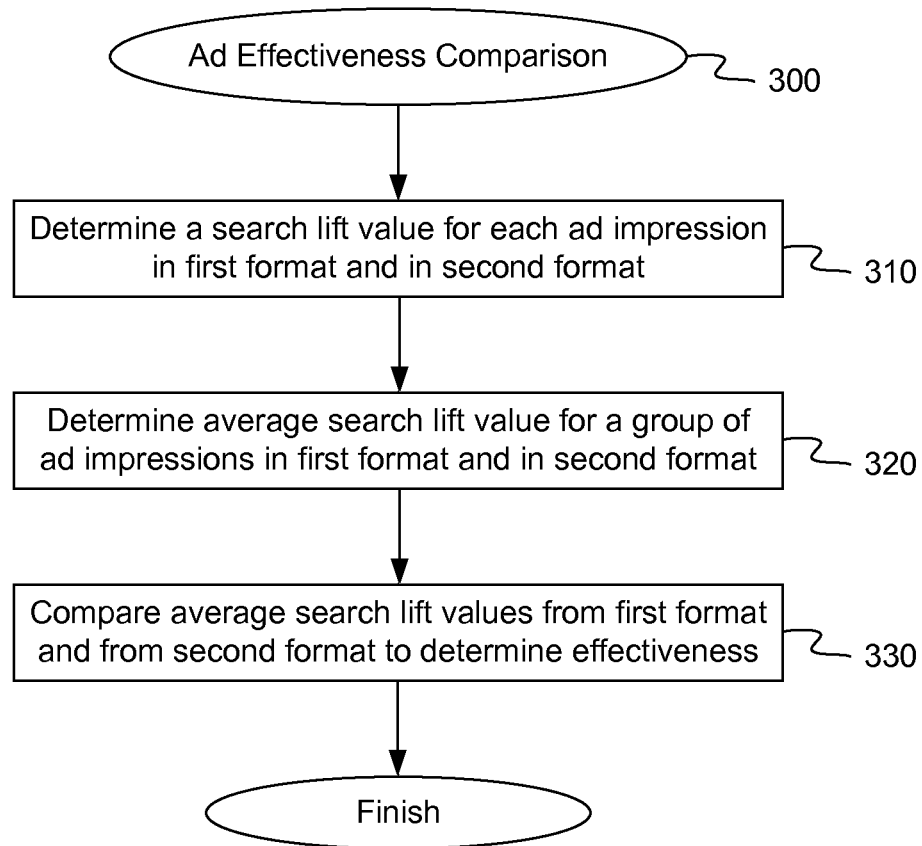 Ad Effectiveness Comparison
300
Determine a search lift value for each ad impression
in first format and in second format
310
Determine average search lift value for a group of
ad impressions in first format and in second format
320
Compare average search lift values from first format
and from second format to determine effectiveness
330
Finish